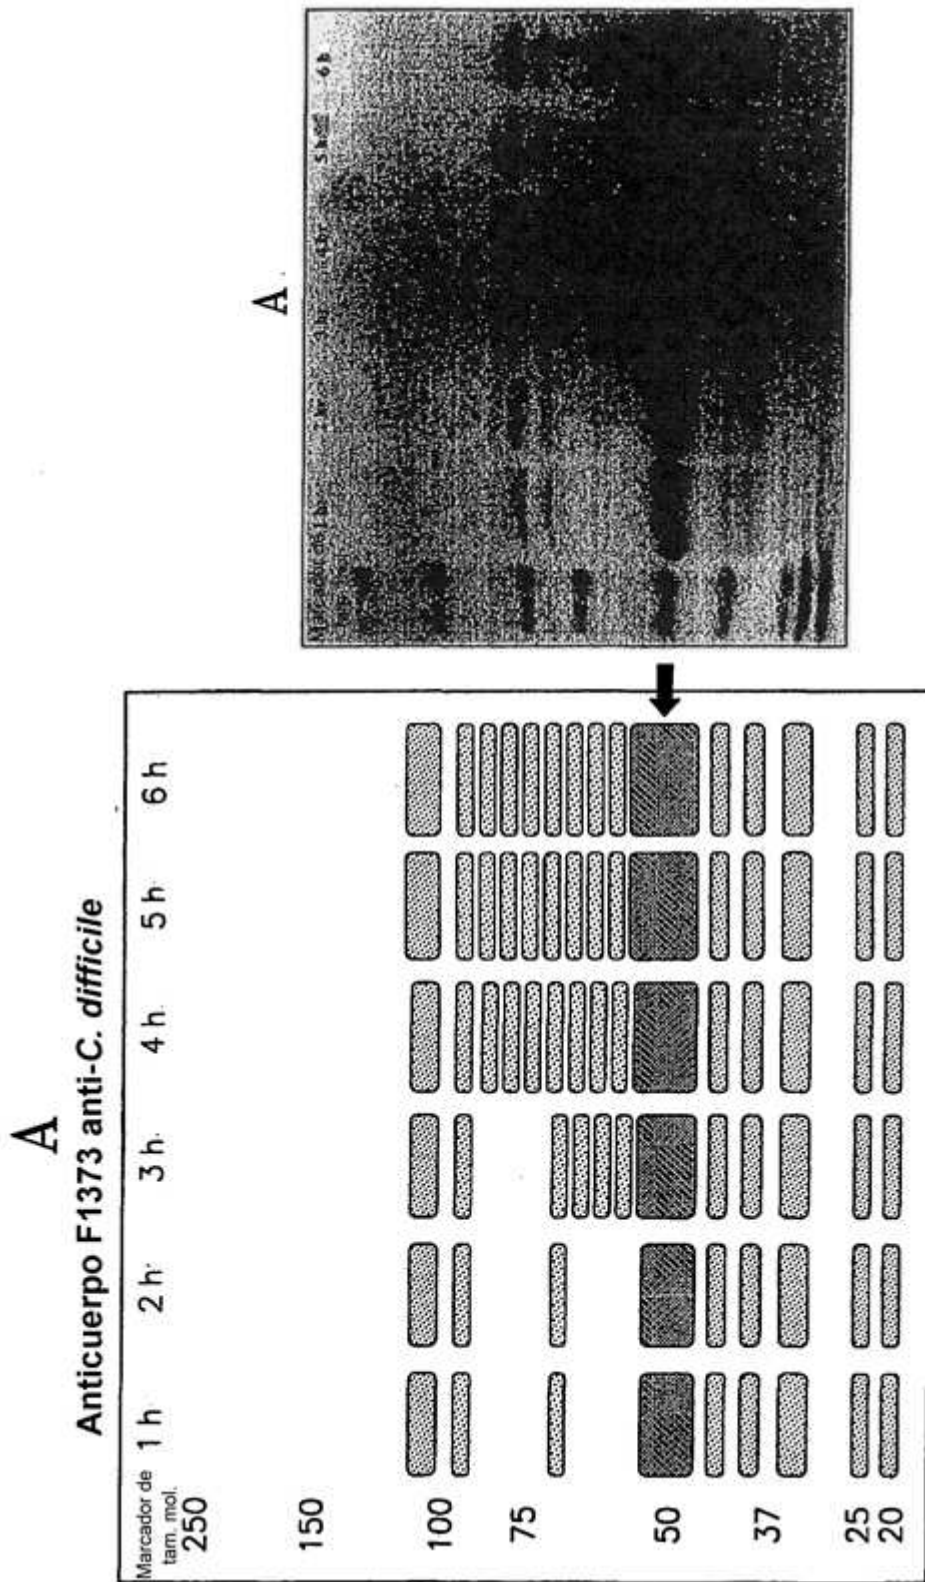 A
Anticuerpo F1373 anti-C. difficile
Marcador de
tam. mol.
1 h
2 h
3 h
4 h
5 h
6 h
250
150
100
75
50
37
25
20
A
6 h